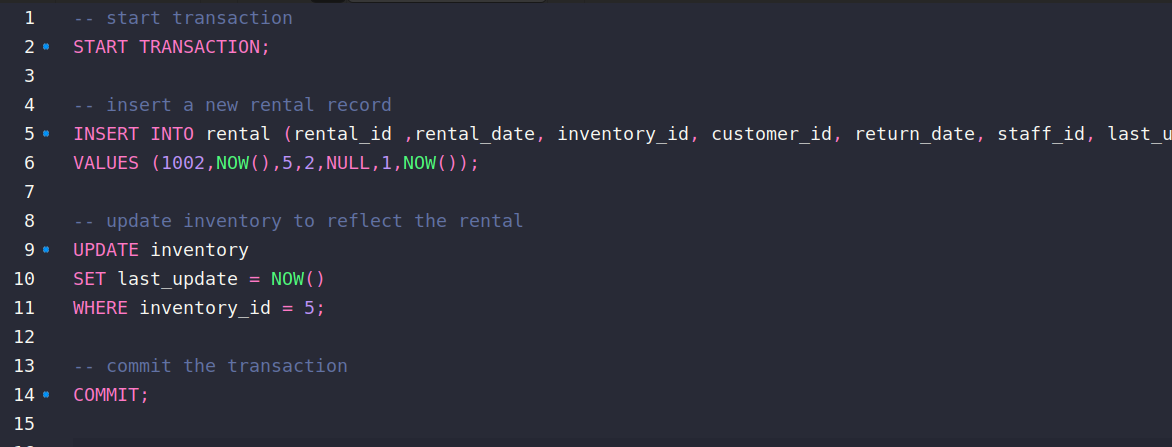 1 -- start transaction
2 START TRANSACTION;
3
4 -- insert a new rental record
5 INSERT INTO rental (rental_id ,rental_date, inventory_id, customer_id, return_date, staff_id, last_u
6 VALUES (1002,NOW(),5,2,NULL,1,NOW());
7
8 -- update inventory to reflect the rental
9 UPDATE inventory
10 SET last_update = NOW()
11 WHERE inventory_id = 5;
12
13 -- commit the transaction
14 COMMIT;
15